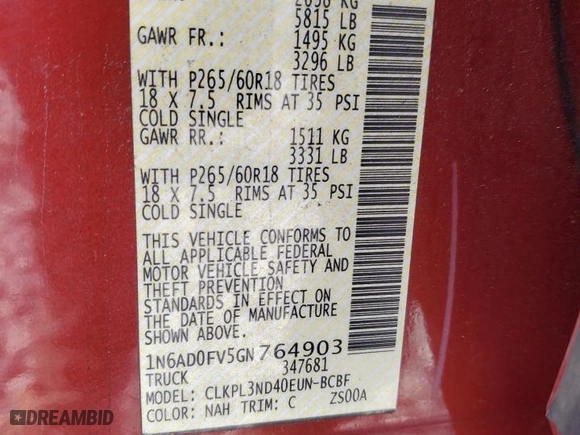 5815 LB
GAWR FR.: 1495 KG
3296 LB
WITH P265/60R18 TIRES
18 X 7.5 RIMS AT 35 PSI
COLD SINGLE
GAWR RR.: 1511 KG
3331 LB
WITH P265/60R18 TIRES
18 X 7.5 RIMS AT 35 PSI
COLD SINGLE
THIS VEHICLE CONFORMS TO
ALL APPLICABLE FEDERAL
MOTOR VEHICLE SAFETY AND
THEFT PREVENTION
STANDARDS IN EFFECT ON
THE DATE OF MANUFACTURE
SHOWN ABOVE.
1N6AD0FV5GN764903
TRUCK 347681
MODEL: CLKPL3ND40EUN-BCBF
COLOR: NAH TRIM: C ZS00A
DREAMBID